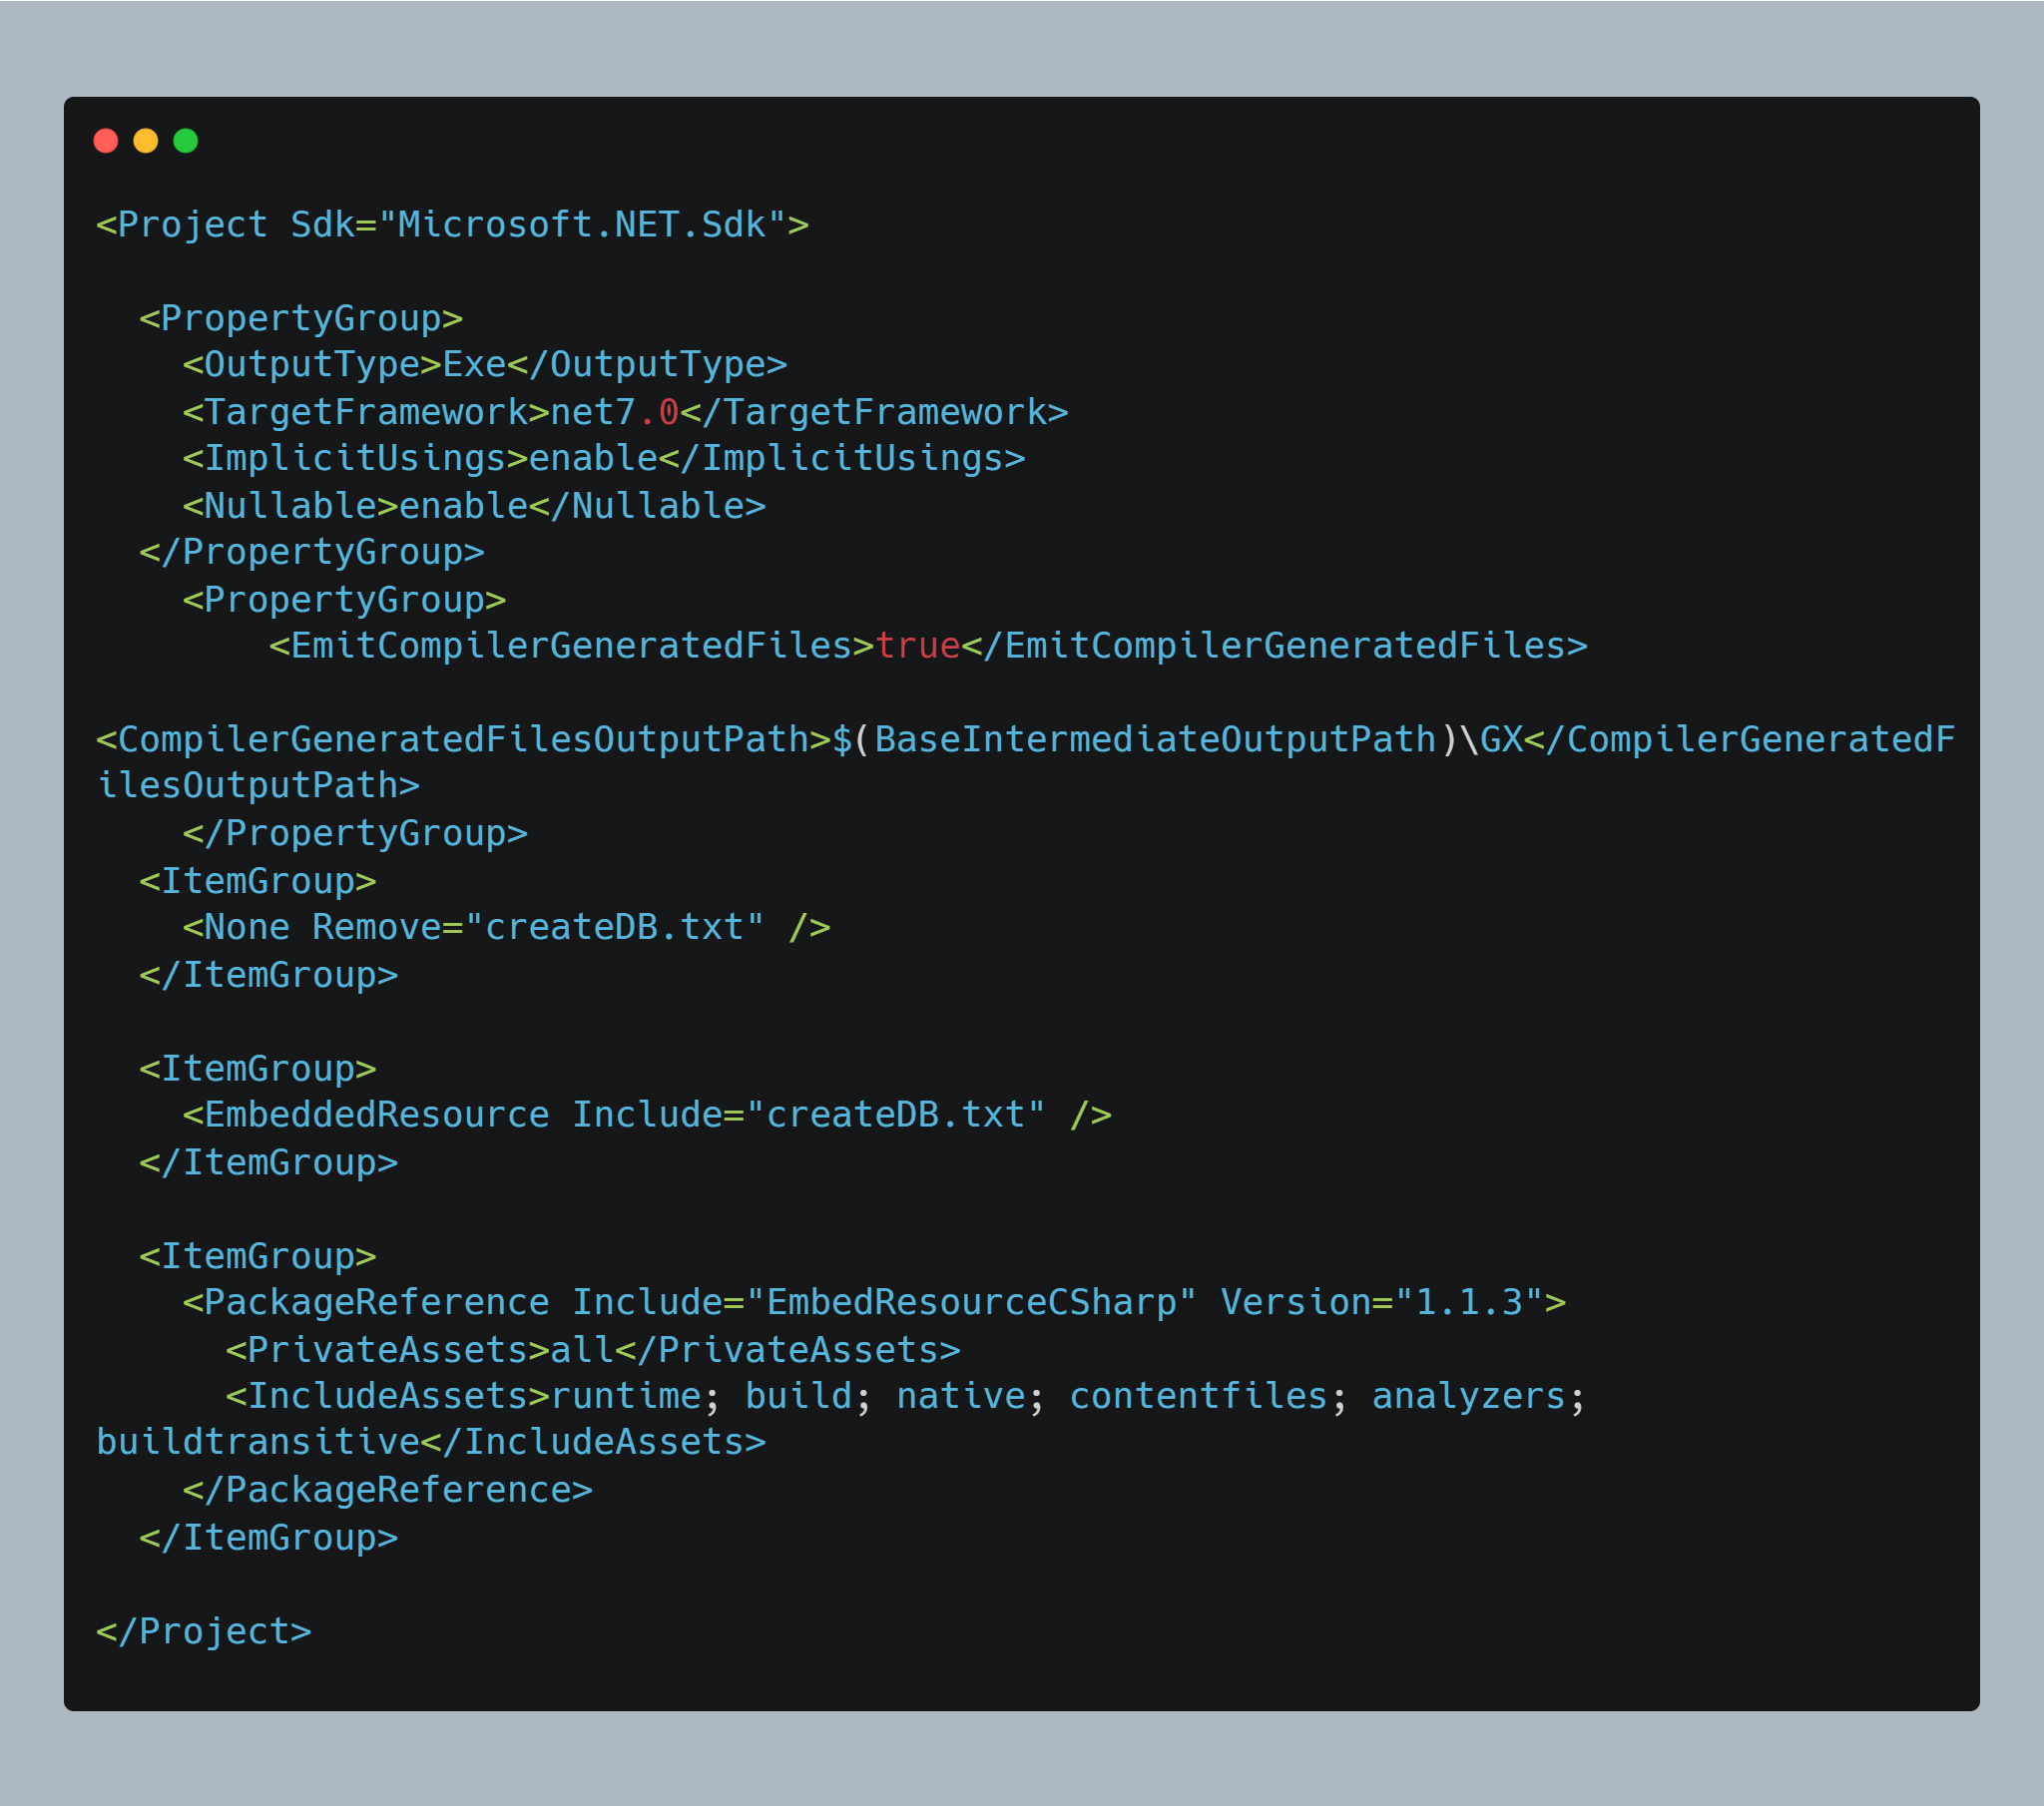 <Project Sdk="Microsoft.NET.Sdk">

  <PropertyGroup>
    <OutputType>Exe</OutputType>
    <TargetFramework>net7.0</TargetFramework>
    <ImplicitUsings>enable</ImplicitUsings>
    <Nullable>enable</Nullable>
  </PropertyGroup>
    <PropertyGroup>
        <EmitCompilerGeneratedFiles>true</EmitCompilerGeneratedFiles>

<CompilerGeneratedFilesOutputPath>$(BaseIntermediateOutputPath)\GX</CompilerGeneratedF
ilesOutputPath>
    </PropertyGroup>
  <ItemGroup>
    <None Remove="createDB.txt" />
  </ItemGroup>

  <ItemGroup>
    <EmbeddedResource Include="createDB.txt" />
  </ItemGroup>

  <ItemGroup>
    <PackageReference Include="EmbedResourceCSharp" Version="1.1.3">
      <PrivateAssets>all</PrivateAssets>
      <IncludeAssets>runtime; build; native; contentfiles; analyzers;
buildtransitive</IncludeAssets>
    </PackageReference>
  </ItemGroup>

</Project>